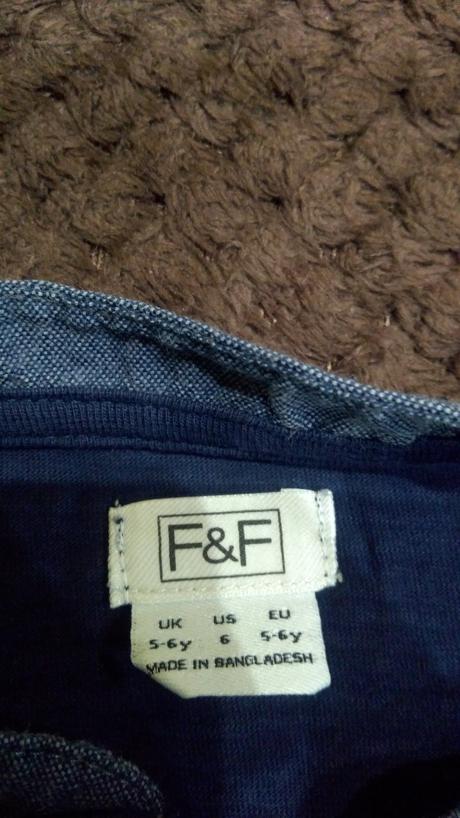 F&F
UK US EU
5-6y 6 5-6y
MADE IN BANGLADESH